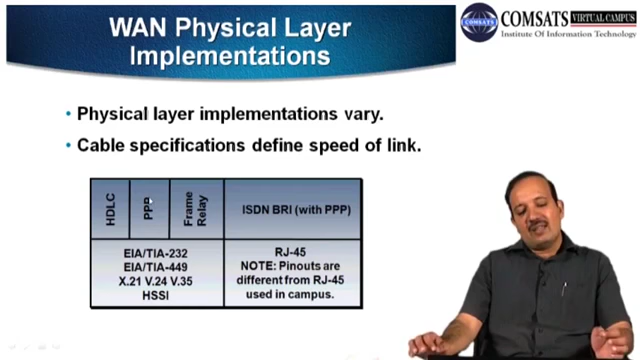 WAN Physical Layer
Implementations
COMSATS VIRTUAL CAMPUS
COMSATS
Institute Of Information Technology
• Physical layer implementations vary.
• Cable specifications define speed of link.
HDLC
PPP
Frame
Relay
ISDN BRI (with PPP)
EIA/TIA-232
EIA/TIA-449
X.21 V.24 V.35
HSSI
RJ-45
NOTE: Pinouts are
different from RJ-45
used in campus.